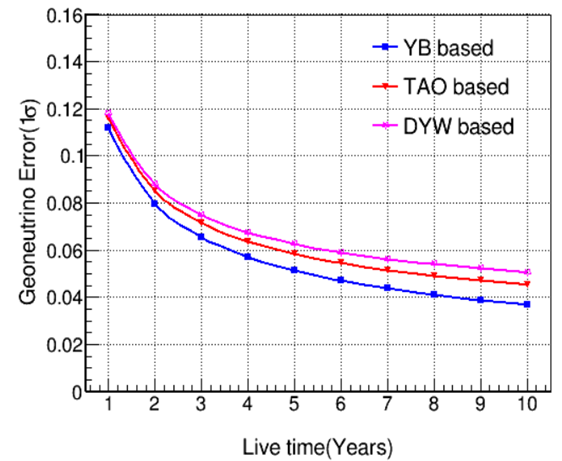 0.16
0.14
0.12
0.1
0.08
0.06
0.04
0.02
0
Geoneutrino Error(1σ)
YB based
TAO based
DYW based
1 2 3 4 5 6 7 8 9 10
Live time(Years)